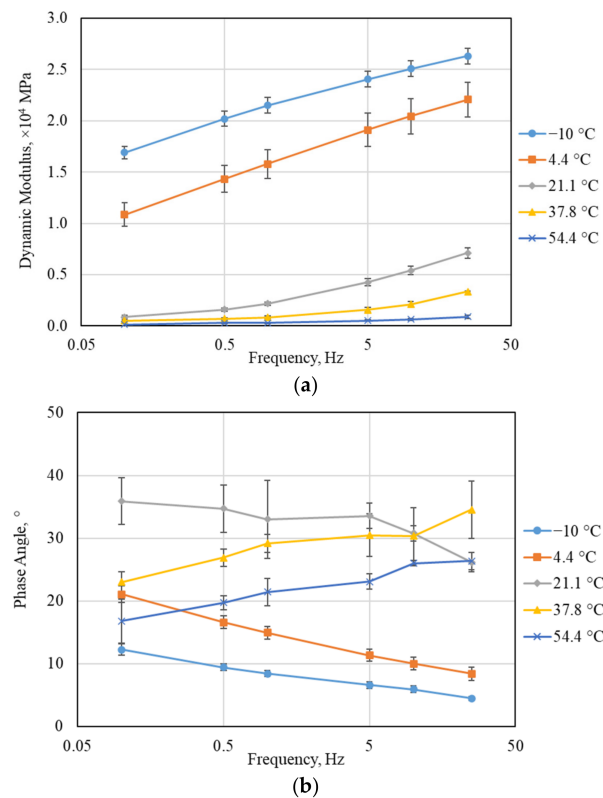 3.0
2.5
2.0
1.5
1.0
0.5
0.0
Dynamic Modulus, ×10⁴ MPa
0.05 0.5 5 50
Frequency, Hz
−10 °C
4.4 °C
21.1 °C
37.8 °C
54.4 °C
(a)
50
40
30
20
10
0
Phase Angle, °
0.05 0.5 5 50
Frequency, Hz
−10 °C
4.4 °C
21.1 °C
37.8 °C
54.4 °C
(b)